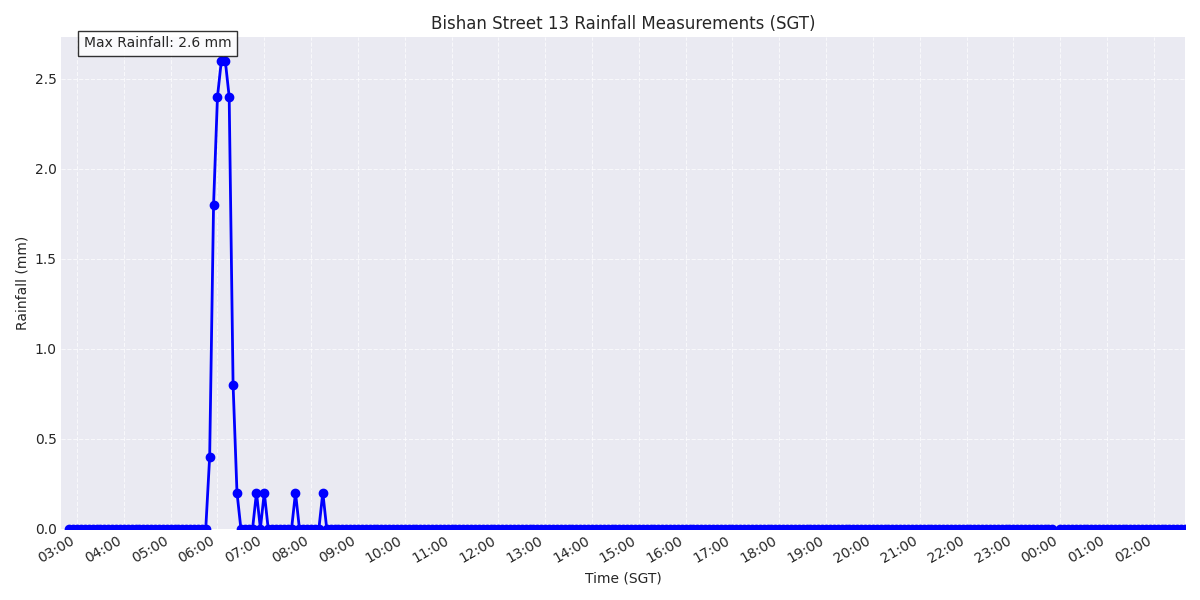 Bishan Street 13 Rainfall Measurements (SGT)
Max Rainfall: 2.6 mm
2.5
2.0
1.5
1.0
0.5
0.0
Rainfall (mm)
03:00 04:00 05:00 06:00 07:00 08:00 09:00 10:00 11:00 12:00 13:00 14:00 15:00 16:00 17:00 18:00 19:00 20:00 21:00 22:00 23:00 00:00 01:00 02:00
Time (SGT)